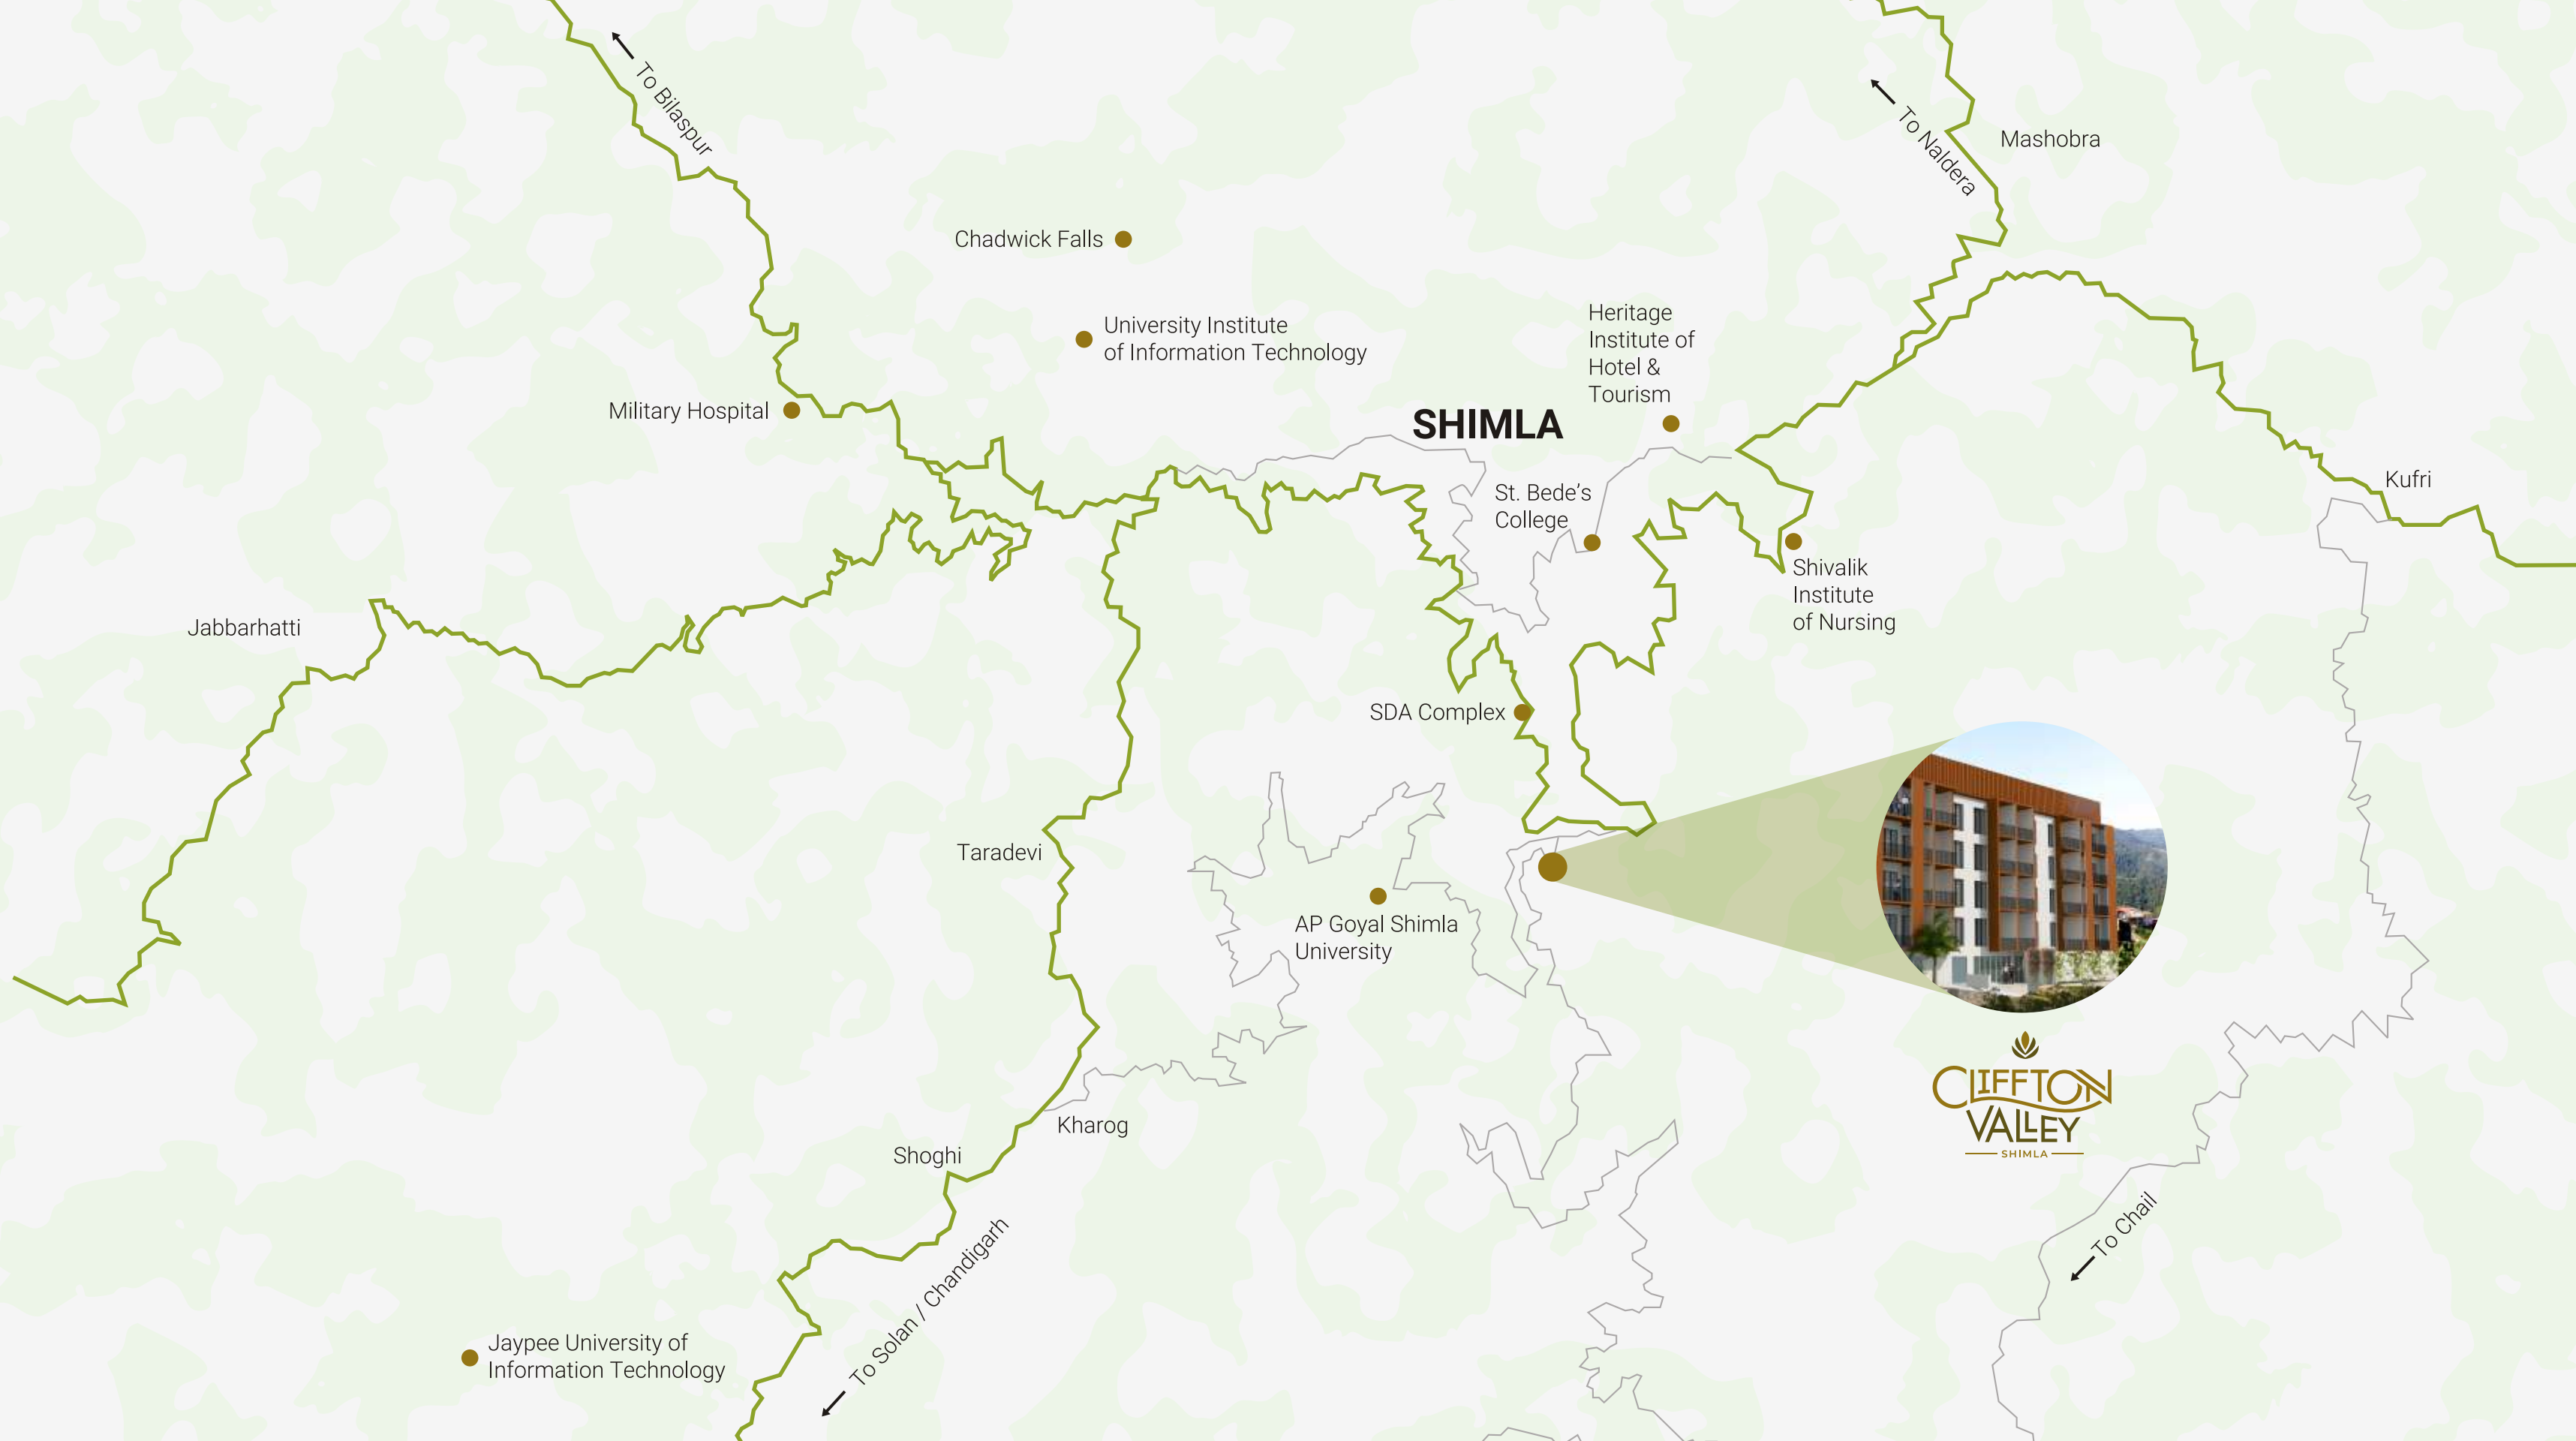 To Bilaspur
To Naldera
Mashobra
Chadwick Falls
University Institute
of Information Technology
Heritage
Institute of
Hotel &
Tourism
Military Hospital
SHIMLA
Kufri
St. Bede's
College
Shivalik
Institute
of Nursing
Jabbarhatti
SDA Complex
Taradevi
AP Goyal Shimla
University
CLIFFTON
VALLEY
SHIMLA
Kharog
Shoghi
To Chail
To Solan / Chandigarh
Jaypee University of
Information Technology